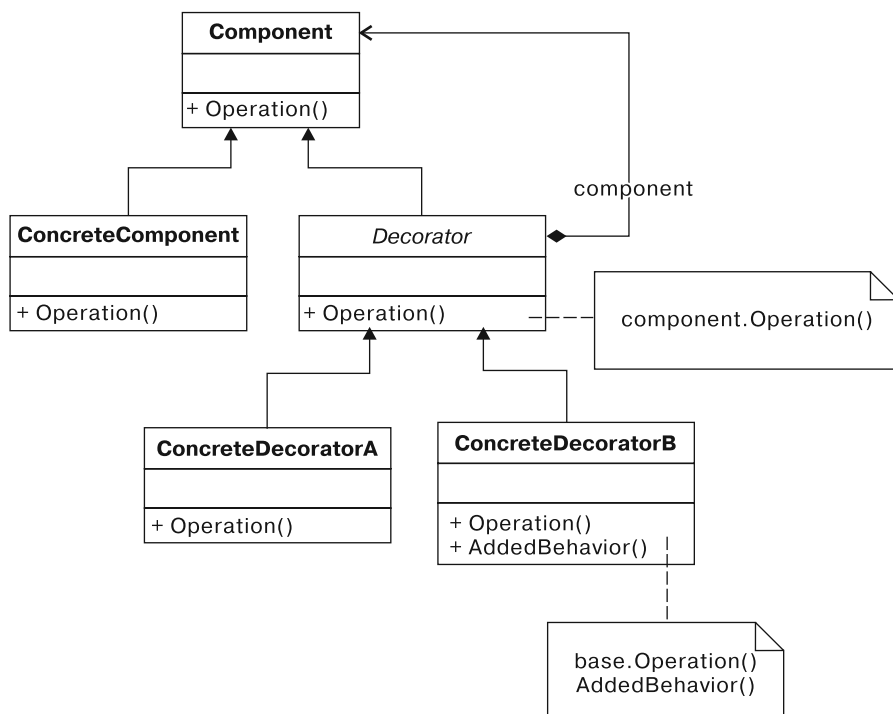 Component
+ Operation()
component
ConcreteComponent
+ Operation()
Decorator
+ Operation()
component.Operation()
ConcreteDecoratorA
+ Operation()
ConcreteDecoratorB
+ Operation()
+ AddedBehavior()
base.Operation()
AddedBehavior()